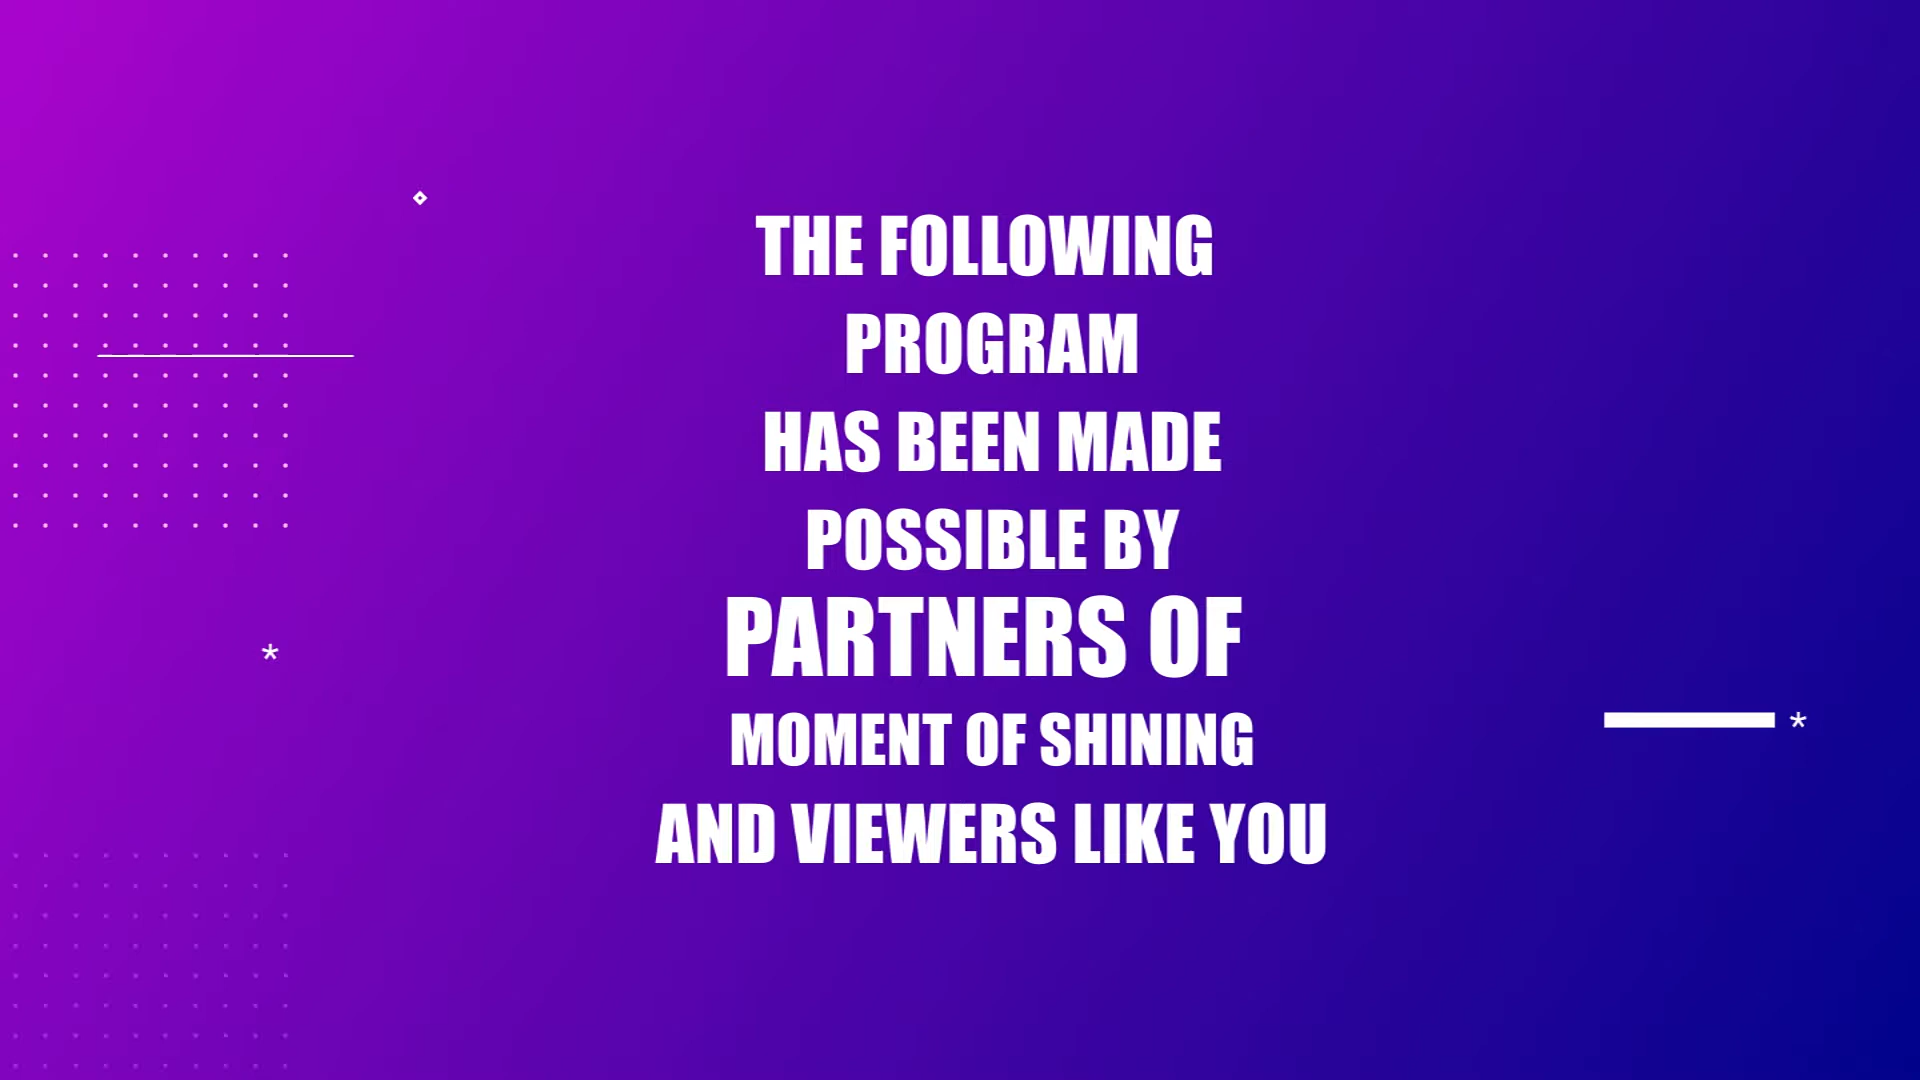 THE FOLLOWING
PROGRAM
HAS BEEN MADE
POSSIBLE BY
PARTNERS OF
MOMENT OF SHINING
AND VIEWERS LIKE YOU